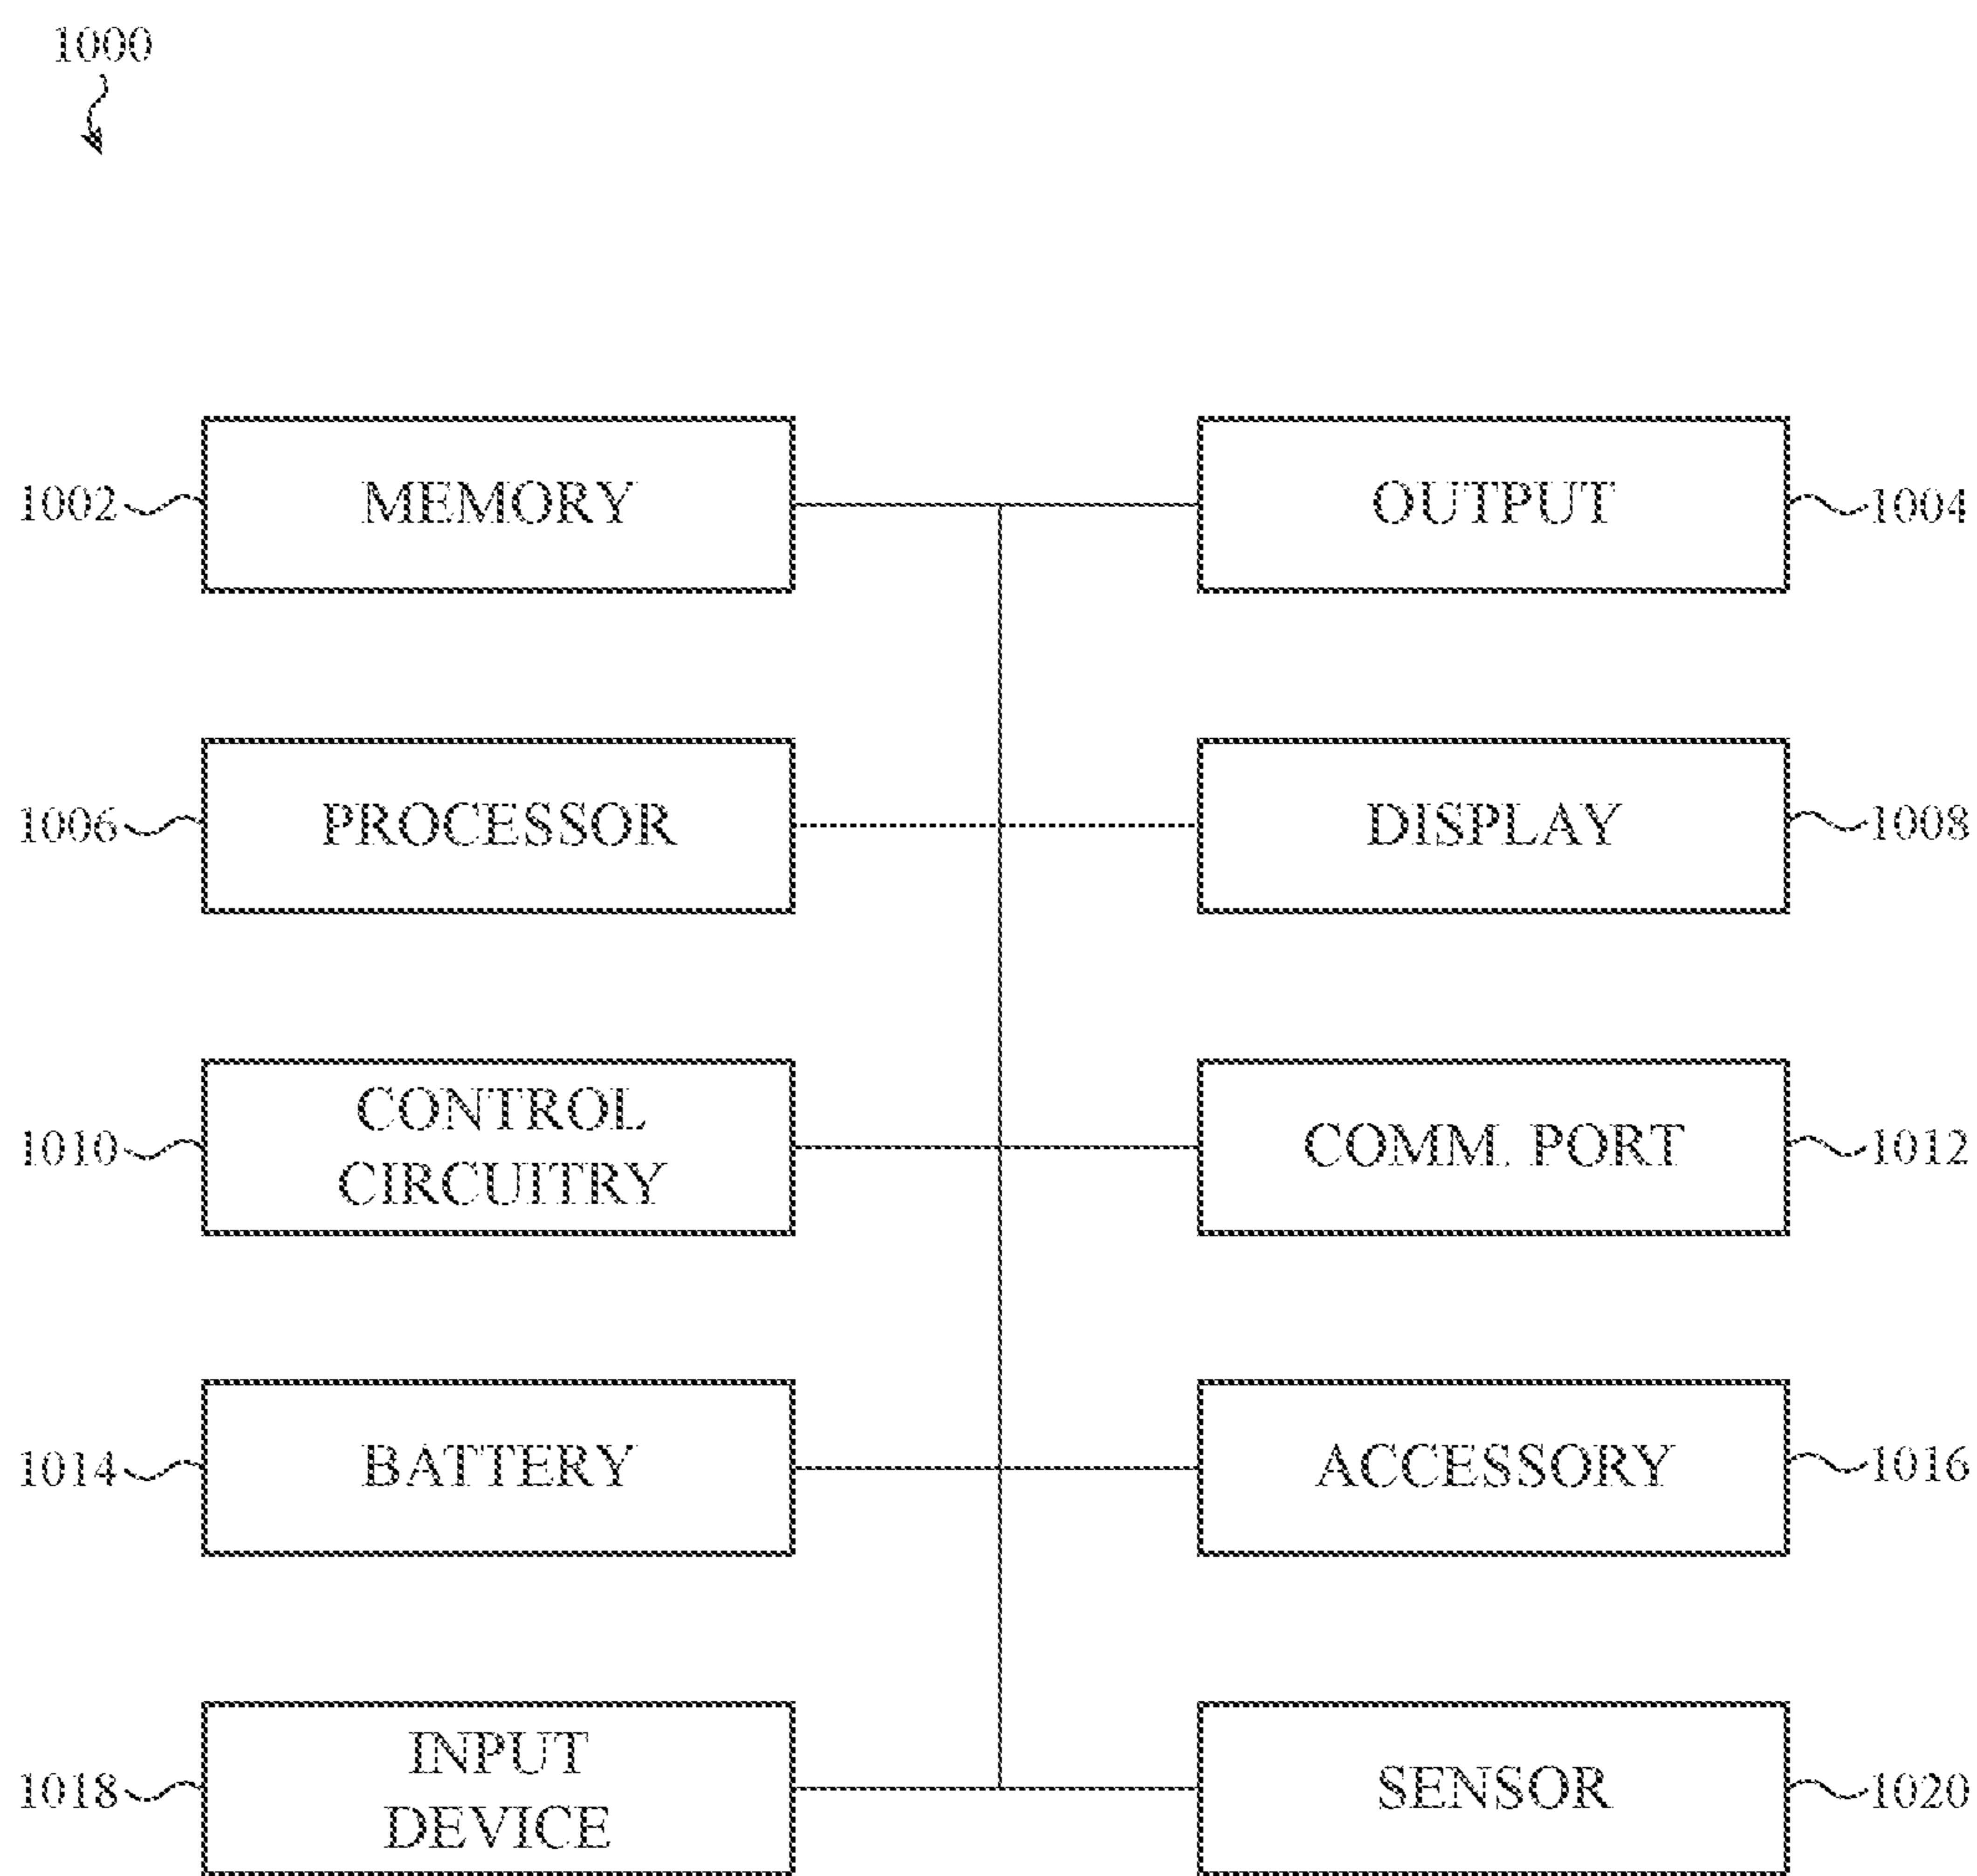 1000
1002 MEMORY OUTPUT 1004
1006 PROCESSOR DISPLAY 1008
CONTROL
CIRCUITRY
1010 COMM. PORT 1012
1014 BATTERY ACCESSORY 1016
INPUT
DEVICE
1018 SENSOR 1020